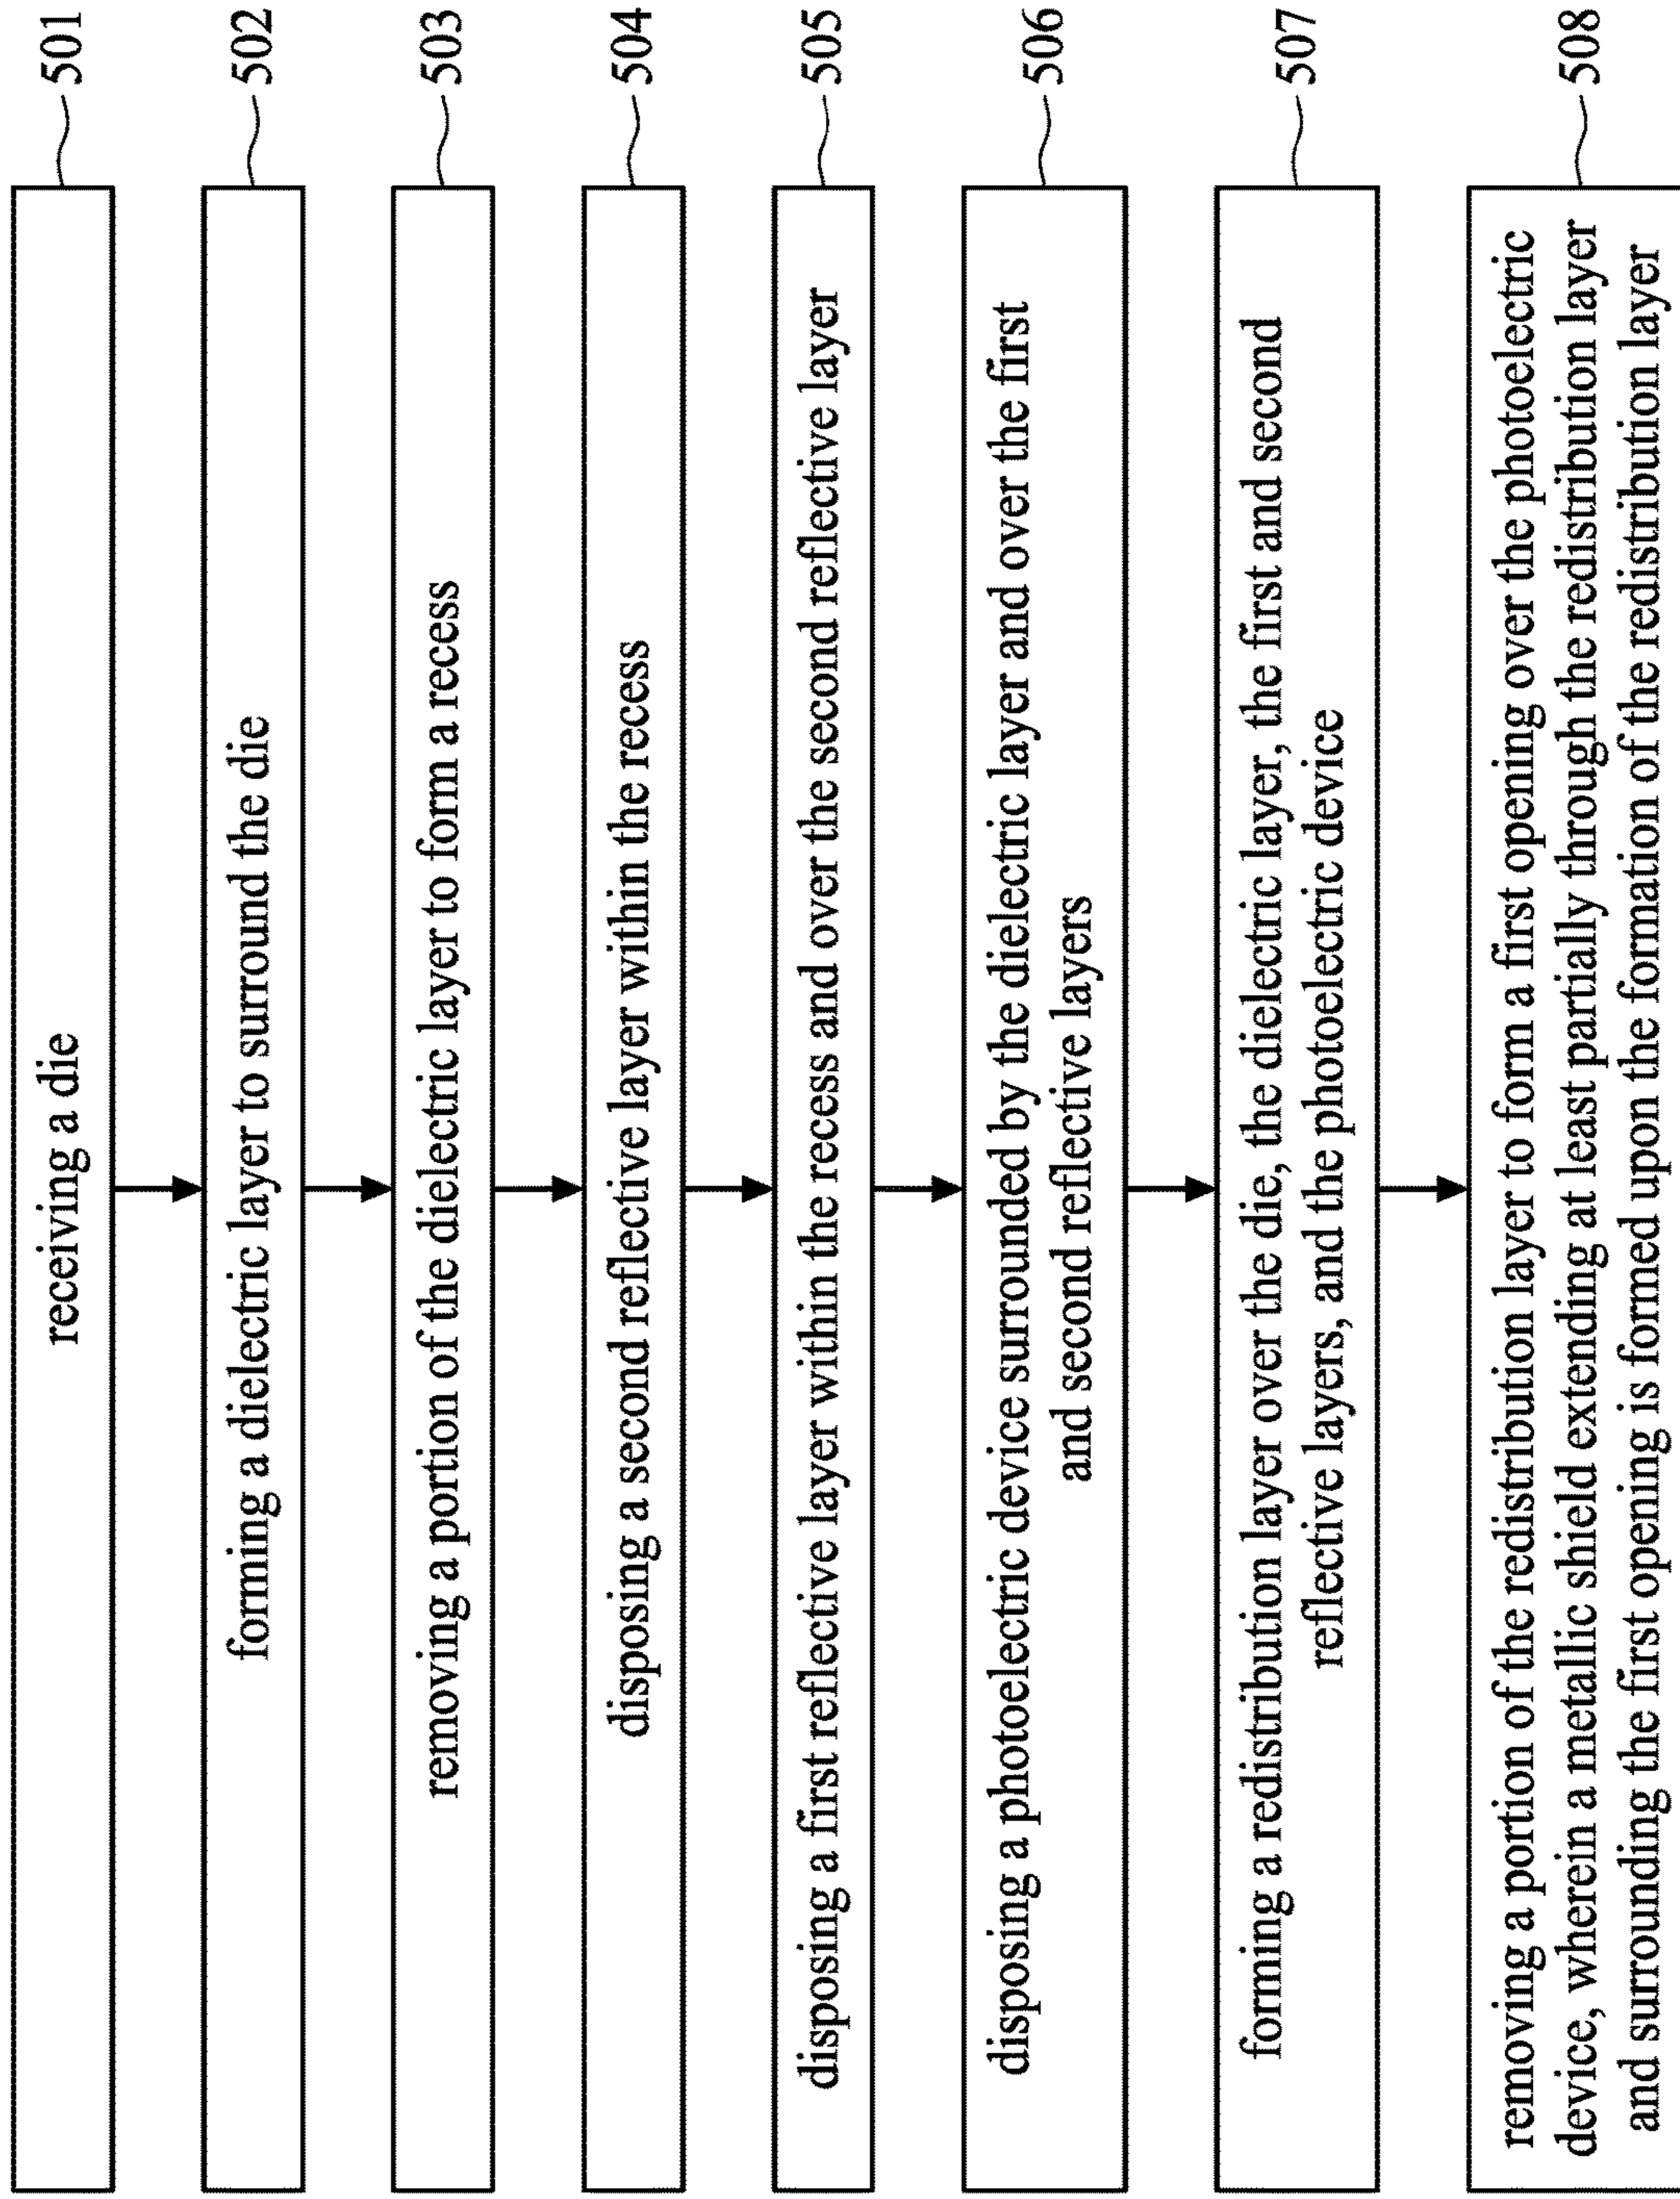 receiving a die
501
forming a dielectric layer to surround the die
502
removing a portion of the dielectric layer to form a recess
503
disposing a second reflective layer within the recess
504
disposing a first reflective layer within the recess and over the second reflective layer
505
disposing a photoelectric device surrounded by the dielectric layer and over the first
and second reflective layers
506
forming a redistribution layer over the die, the dielectric layer, the first and second
reflective layers, and the photoelectric device
507
removing a portion of the redistribution layer to form a first opening over the photoelectric
device, wherein a metallic shield extending at least partially through the redistribution layer
and surrounding the first opening is formed upon the formation of the redistribution layer
508